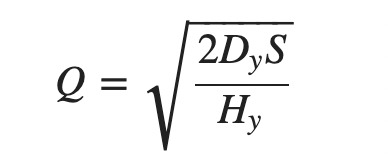 Q = √(2D_yS / H_y)